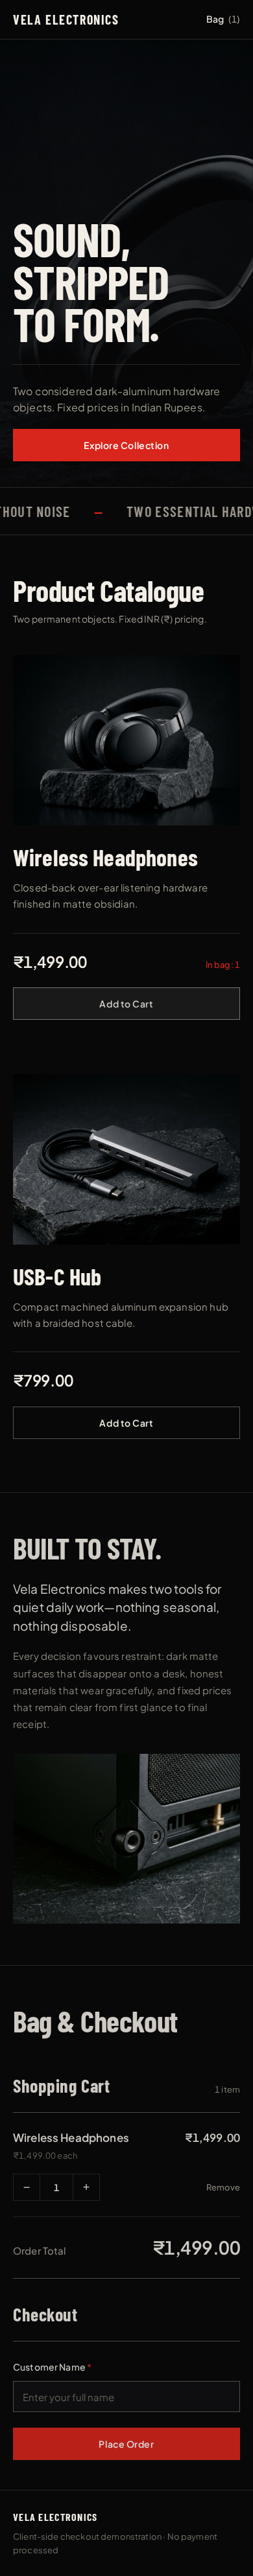 VELA ELECTRONICS
Bag (1)
SOUND,
STRIPPED
TO FORM.
Two considered dark-aluminum hardware
objects. Fixed prices in Indian Rupees.
Explore Collection
THOUT NOISE — TWO ESSENTIAL HARDW
Product Catalogue
Two permanent objects. Fixed INR (₹) pricing.
Wireless Headphones
Closed-back over-ear listening hardware
finished in matte obsidian.
₹1,499.00
In bag: 1
Add to Cart
USB-C Hub
Compact machined aluminum expansion hub
with a braided host cable.
₹799.00
Add to Cart
BUILT TO STAY.
Vela Electronics makes two tools for
quiet daily work—nothing seasonal,
nothing disposable.
Every decision favours restraint: dark matte
surfaces that disappear onto a desk, honest
materials that wear gracefully, and fixed prices
that remain clear from first glance to final
receipt.
Bag & Checkout
Shopping Cart
1 item
Wireless Headphones
₹1,499.00
₹1,499.00 each
− 1 +
Remove
Order Total
₹1,499.00
Checkout
Customer Name *
Enter your full name
Place Order
VELA ELECTRONICS
Client-side checkout demonstration · No payment
processed